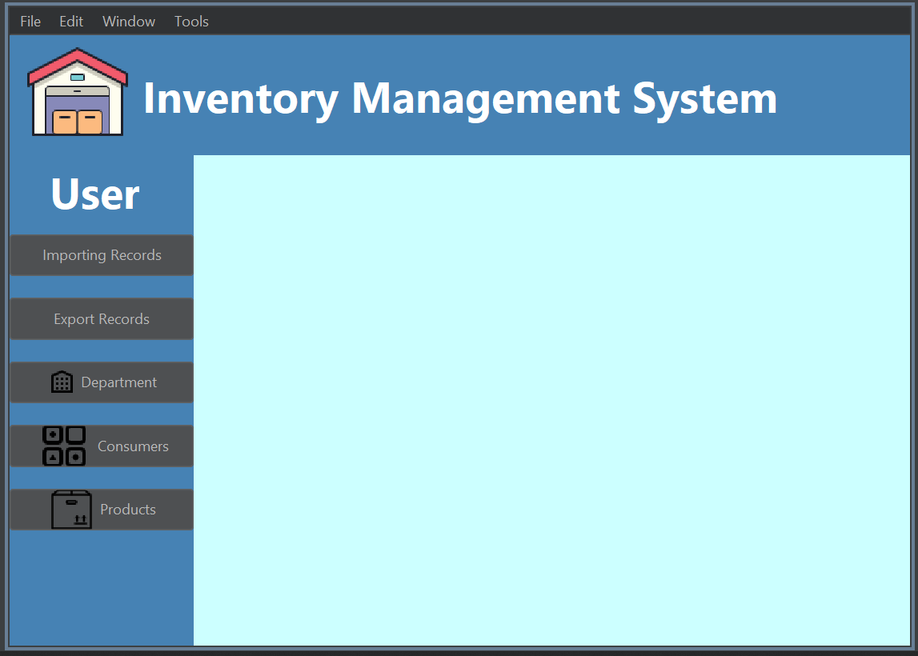 File Edit Window Tools
Inventory Management System
User
Importing Records
Export Records
Department
Consumers
Products